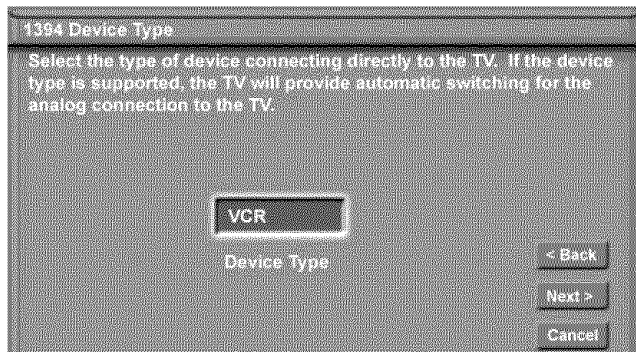 1394 Device Type
Select the type of device connecting directly to the TV. If the device
type is supported, the TV will provide automatic switching for the
analog connection to the TV.
VCR
Device Type
< Back
Next >
Cancel